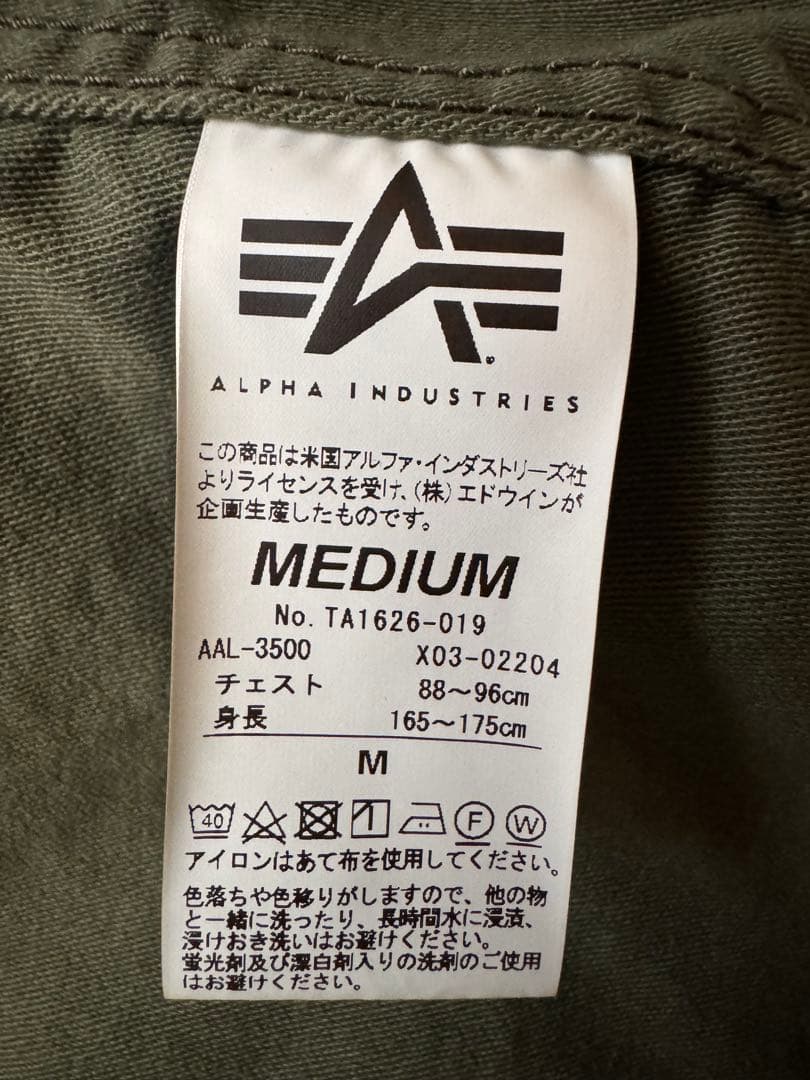 ALPHA INDUSTRIES
この商品は米国アルファ・インダストリーズ社
よりライセンスを受け、(株)エドウインが
企画生産したものです。
MEDIUM
No. TA1626-019
AAL-3500 X03-02204
チェスト 88～96cm
身長 165～175cm
M
40 F W
アイロンはあて布を使用してください。
色落ちや色移りがしますので、他の物
と一緒に洗ったり、長時間水に浸漬、
浸けおき洗いはお避けください。
蛍光剤及び漂白剤入りの洗剤のご使用
はお避けください。